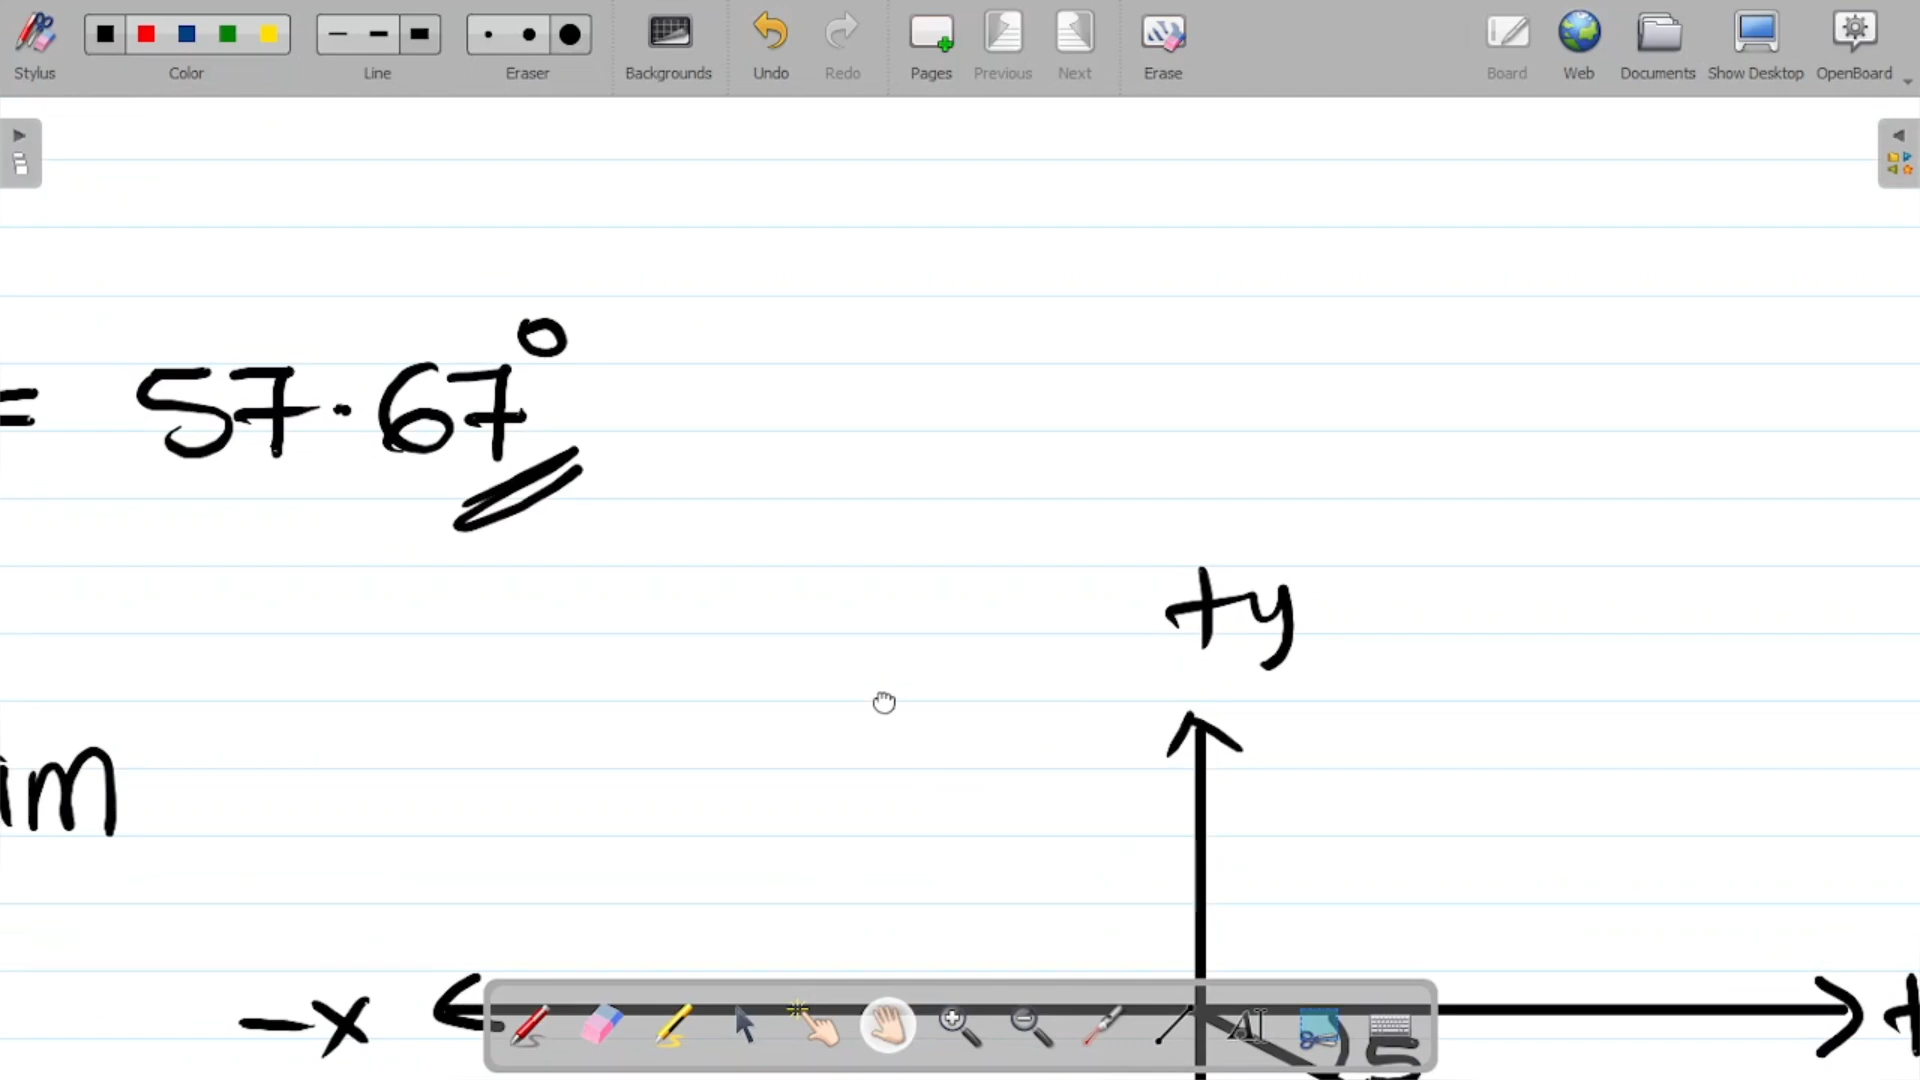 Stylus Color Line Eraser Backgrounds Undo Redo Pages Previous Next Erase Board Web Documents Show Desktop OpenBoard
= 57.67°
+y
im
-x
+
5